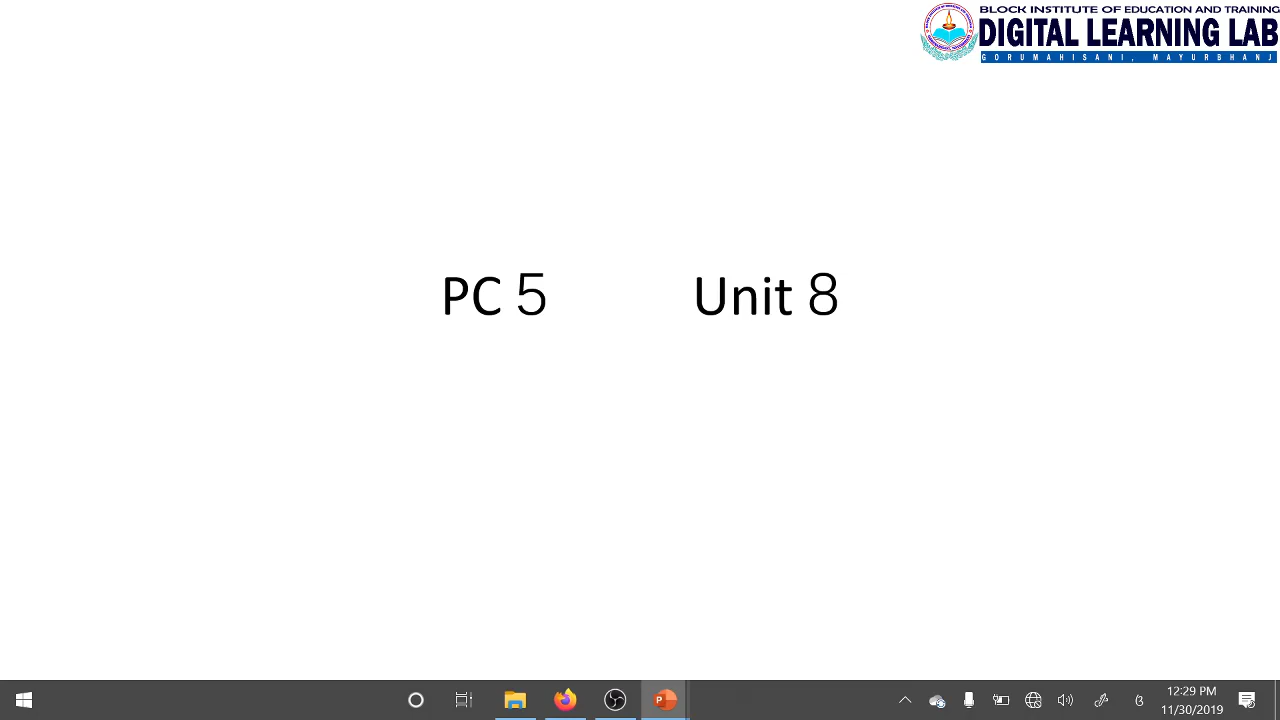 BLOCK INSTITUTE OF EDUCATION AND TRAINING
DIGITAL LEARNING LAB
GORUMAHISANI, MAYURBHANJ
PC 5 Unit 8
12:29 PM
11/30/2019